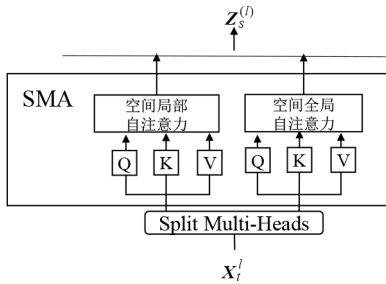 Z_s^{(l)}
SMA
空间局部
自注意力
空间全局
自注意力
Q K V
Q K V
Split Multi-Heads
X_t^l